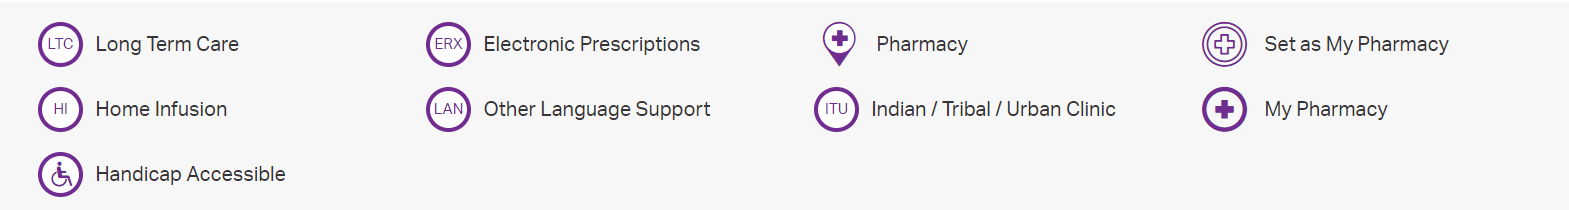 LTC Long Term Care ERX Electronic Prescriptions Pharmacy Set as My Pharmacy
HI Home Infusion LAN Other Language Support ITU Indian / Tribal / Urban Clinic My Pharmacy
Handicap Accessible